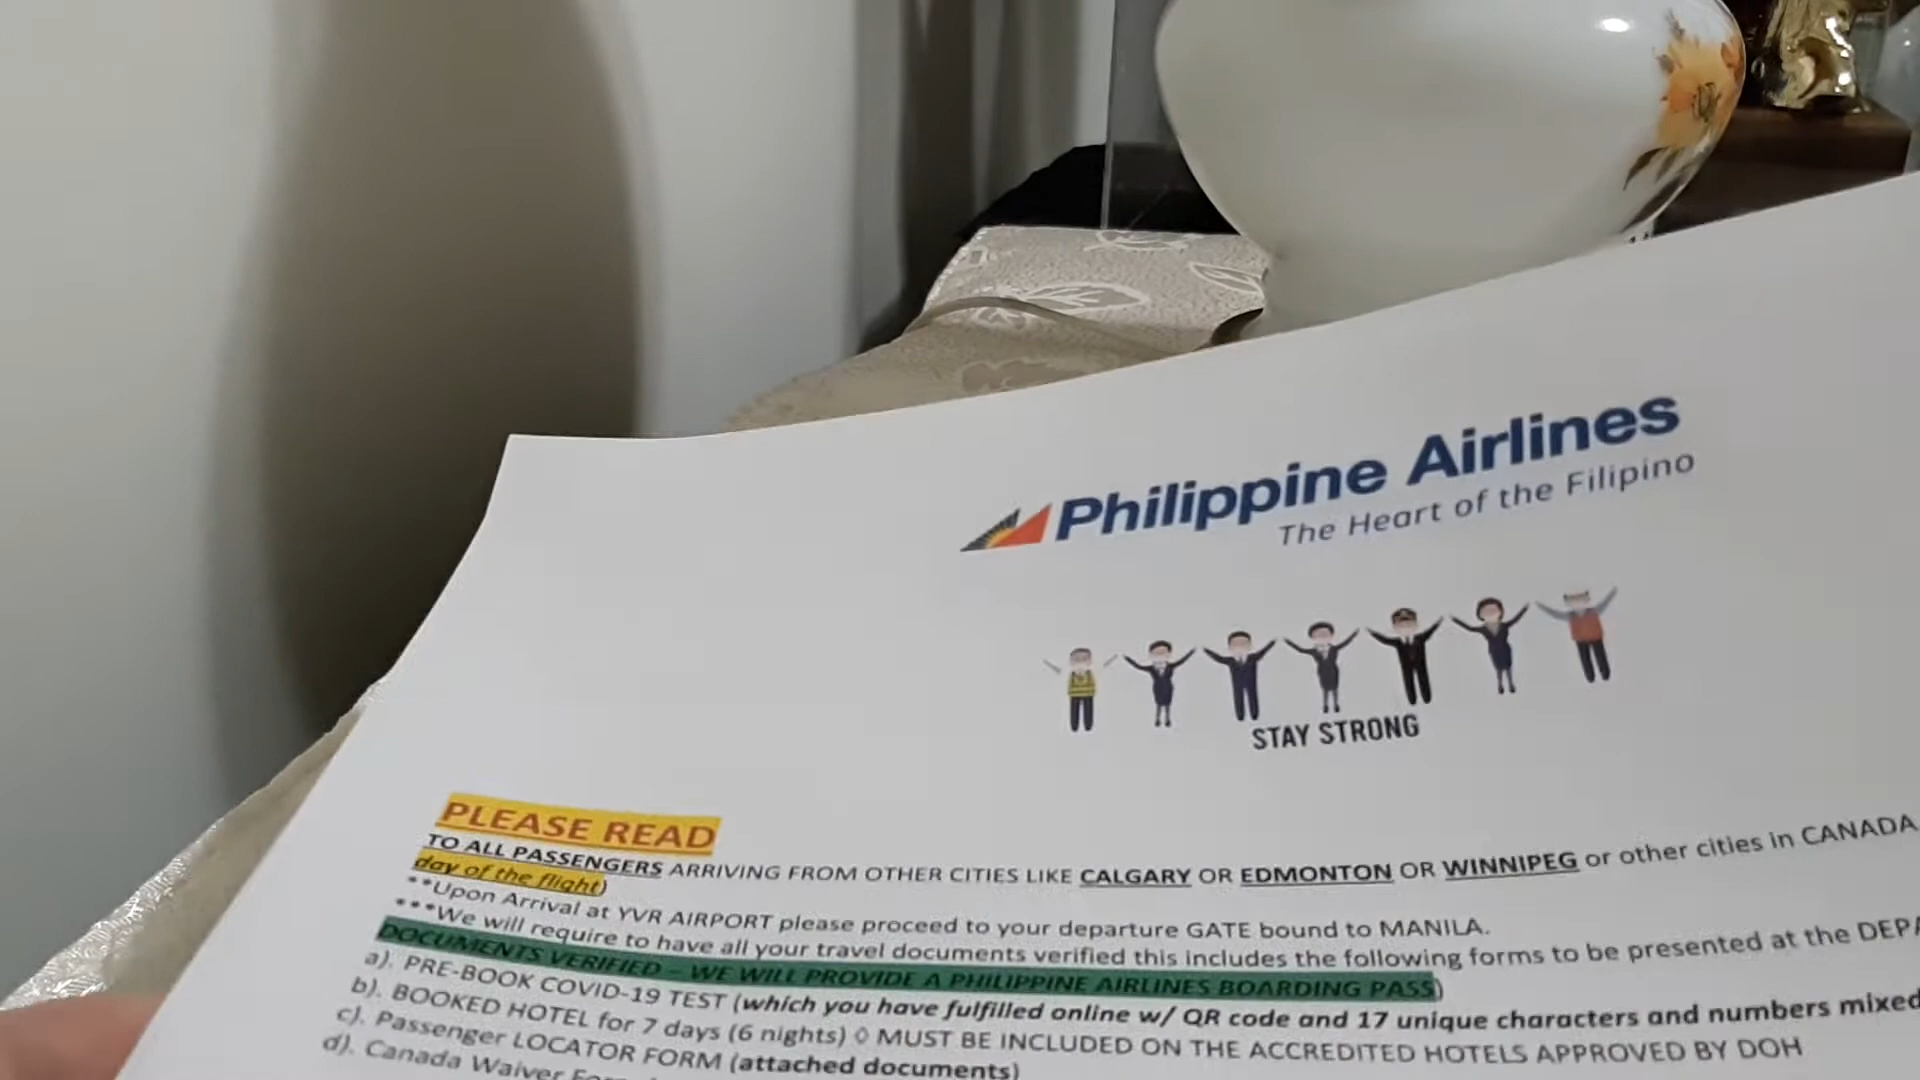 Philippine Airlines
The Heart of the Filipino
STAY STRONG
PLEASE READ
TO ALL PASSENGERS ARRIVING FROM OTHER CITIES LIKE CALGARY OR EDMONTON OR WINNIPEG or other cities in CANADA
day of the flight)
**Upon Arrival at YVR AIRPORT please proceed to your departure GATE bound to MANILA.
***We will require to have all your travel documents verified this includes the following forms to be presented at the
DOCUMENTS VERIFIED – WE WILL PROVIDE A PHILIPPINE AIRLINES BOARDING PASS)
a). PRE-BOOK COVID-19 TEST (which you have fulfilled online w/ QR code and 17 unique characters and numbers mixed
b). BOOKED HOTEL for 7 days (6 nights) ◊ MUST BE INCLUDED ON THE ACCREDITED HOTELS APPROVED BY DOH
c). Passenger LOCATOR FORM (attached documents)
d). Canada Waiver